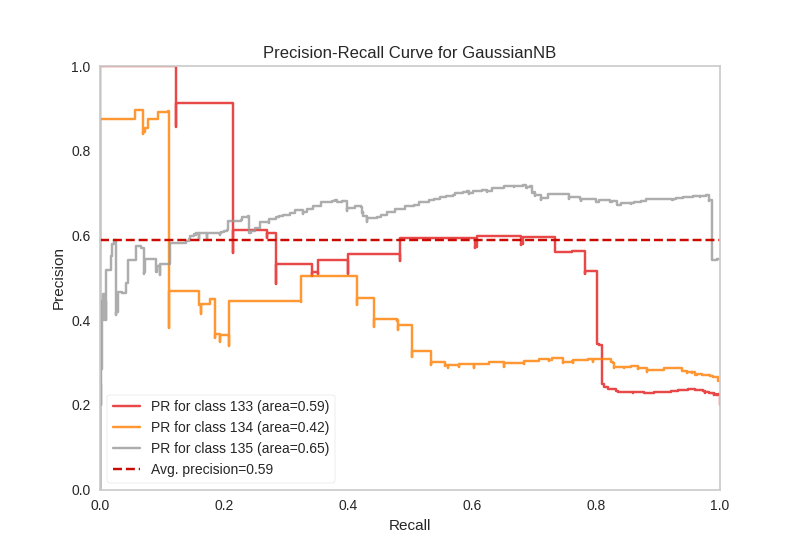 Precision-Recall Curve for GaussianNB
1.0
0.8
0.6
0.4
0.2
0.0
Precision
PR for class 133 (area=0.59)
PR for class 134 (area=0.42)
PR for class 135 (area=0.65)
Avg. precision=0.59
0.0 0.2 0.4 0.6 0.8 1.0
Recall